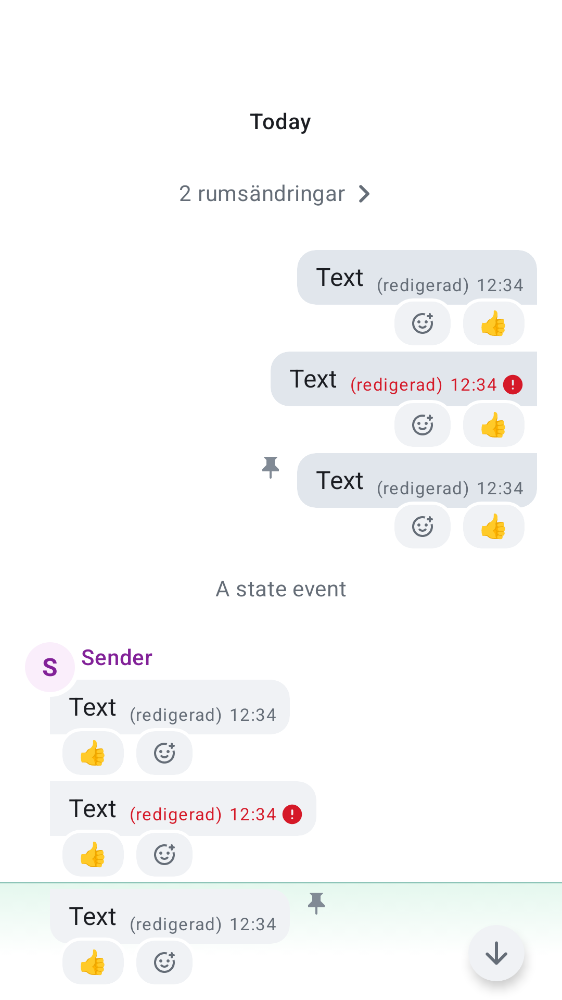 Today
2 rumsändringar
Text (redigerad) 12:34
👍
Text (redigerad) 12:34
👍
Text (redigerad) 12:34
👍
A state event
S Sender
Text (redigerad) 12:34
👍
Text (redigerad) 12:34
👍
Text (redigerad) 12:34
👍